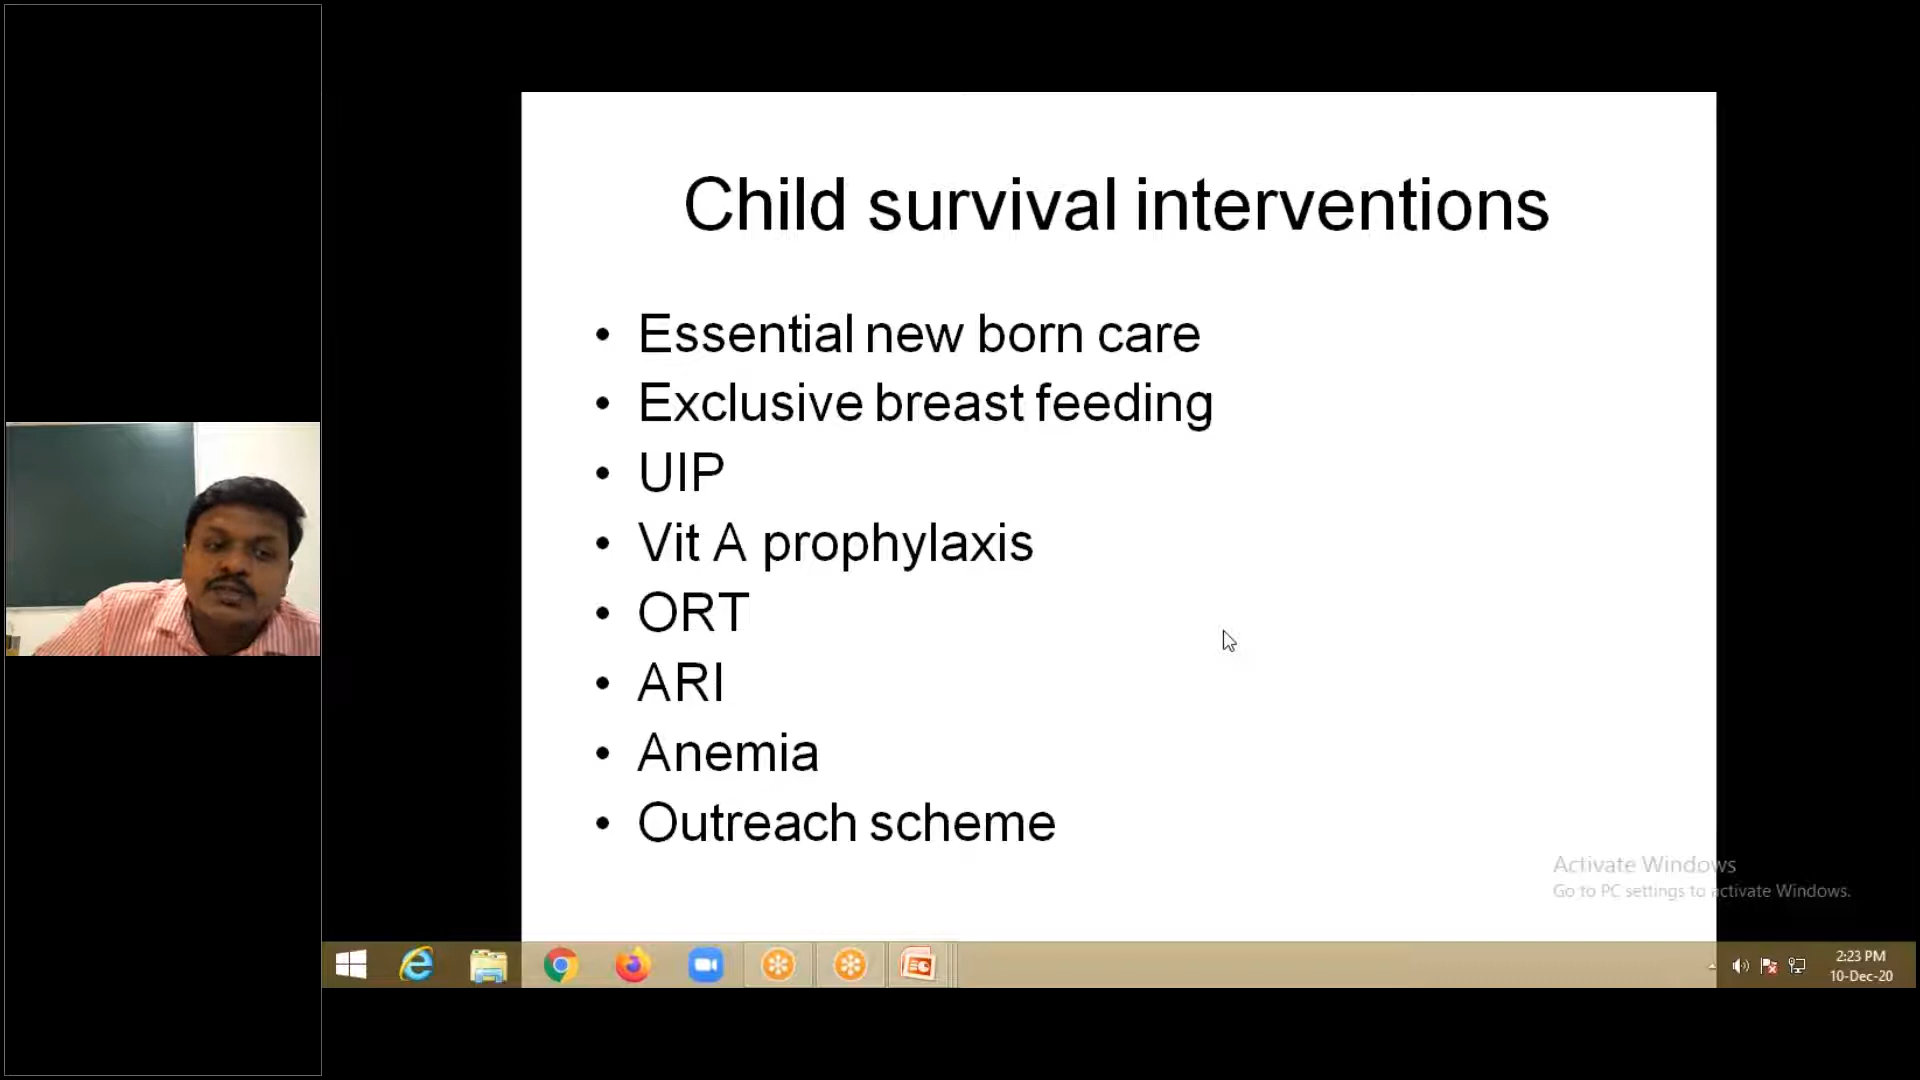 Child survival interventions
• Essential new born care
• Exclusive breast feeding
• UIP
• Vit A prophylaxis
• ORT
• ARI
• Anemia
• Outreach scheme
Activate Windows
Go to PC settings to activate Windows.
2:23 PM
10-Dec-20